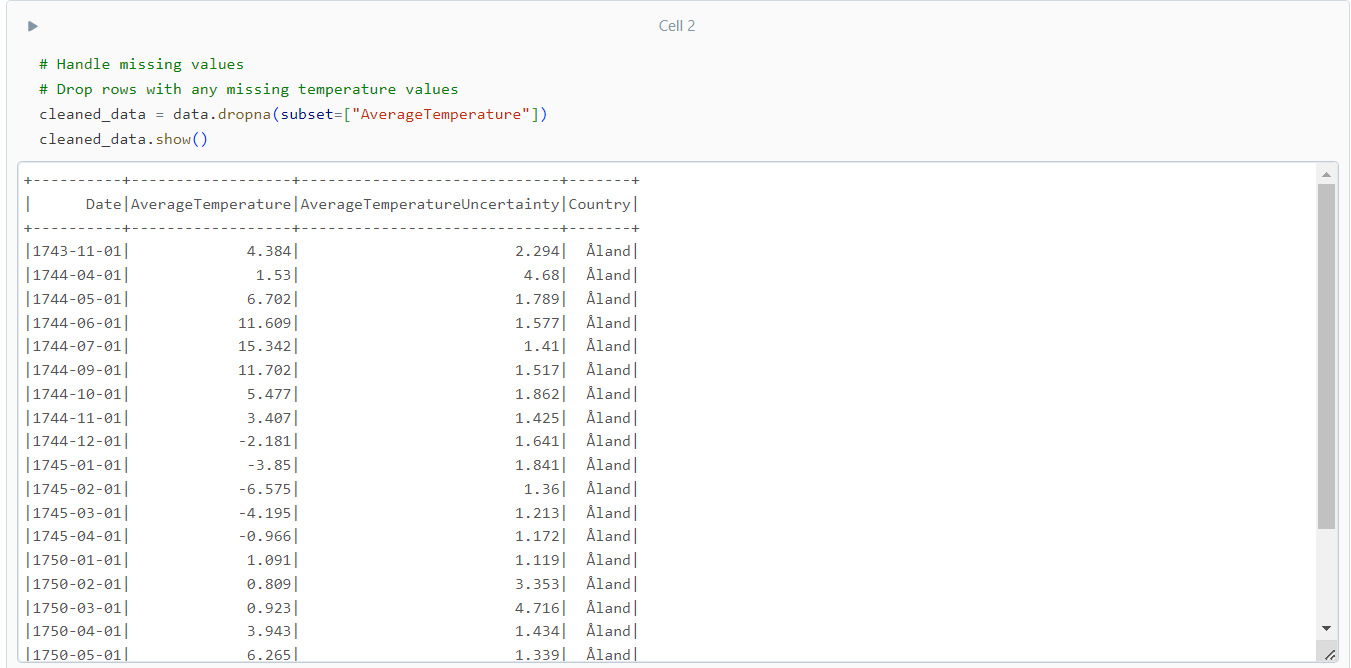 Cell 2
# Handle missing values
# Drop rows with any missing temperature values
cleaned_data = data.dropna(subset=["AverageTemperature"])
cleaned_data.show()
+----------+------------------+-----------------------------+-------+
|      Date|AverageTemperature|AverageTemperatureUncertainty|Country|
+----------+------------------+-----------------------------+-------+
|1743-11-01|             4.384|                        2.294|  Åland|
|1744-04-01|              1.53|                         4.68|  Åland|
|1744-05-01|             6.702|                        1.789|  Åland|
|1744-06-01|            11.609|                        1.577|  Åland|
|1744-07-01|            15.342|                         1.41|  Åland|
|1744-09-01|            11.702|                        1.517|  Åland|
|1744-10-01|             5.477|                        1.862|  Åland|
|1744-11-01|             3.407|                        1.425|  Åland|
|1744-12-01|            -2.181|                        1.641|  Åland|
|1745-01-01|             -3.85|                        1.841|  Åland|
|1745-02-01|            -6.575|                         1.36|  Åland|
|1745-03-01|            -4.195|                        1.213|  Åland|
|1745-04-01|            -0.966|                        1.172|  Åland|
|1750-01-01|             1.091|                        1.119|  Åland|
|1750-02-01|             0.809|                        3.353|  Åland|
|1750-03-01|             0.923|                        4.716|  Åland|
|1750-04-01|             3.943|                        1.434|  Åland|
|1750-05-01|             6.265|                        1.339|  Åland|